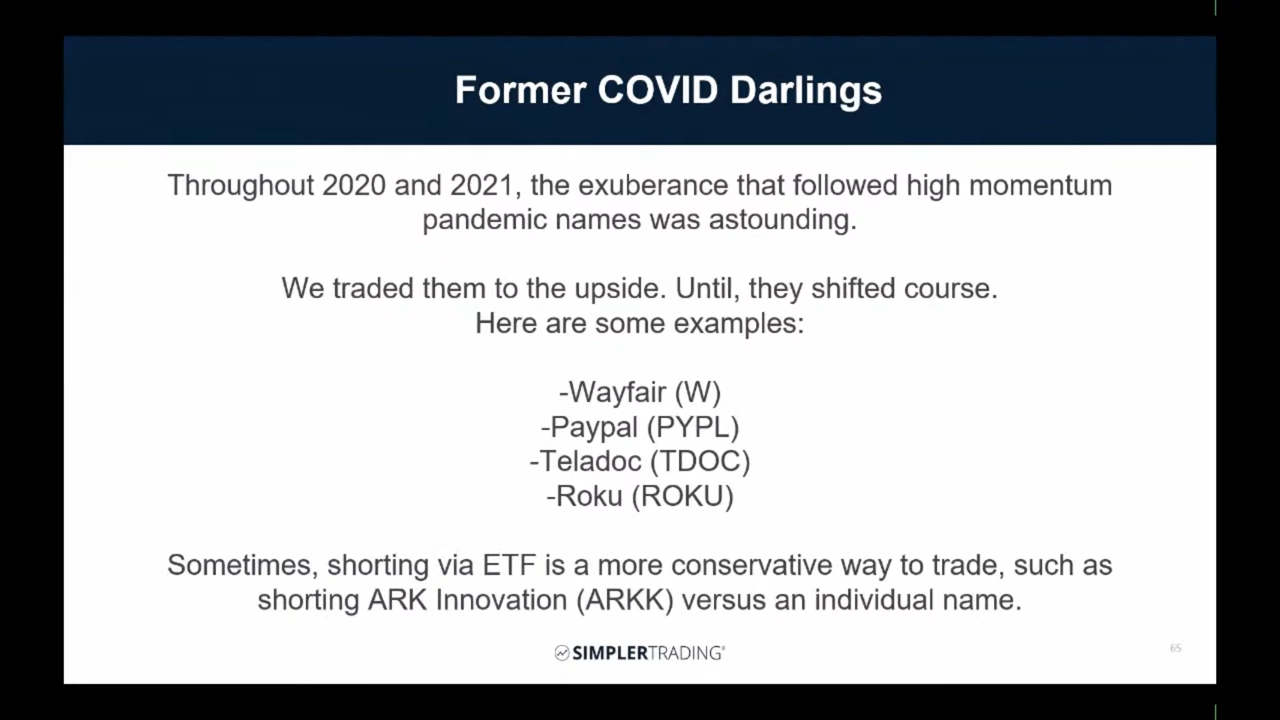 Former COVID Darlings
Throughout 2020 and 2021, the exuberance that followed high momentum
pandemic names was astounding.
We traded them to the upside. Until, they shifted course.
Here are some examples:
-Wayfair (W)
-Paypal (PYPL)
-Teladoc (TDOC)
-Roku (ROKU)
Sometimes, shorting via ETF is a more conservative way to trade, such as
shorting ARK Innovation (ARKK) versus an individual name.
SIMPLERTRADING®
65